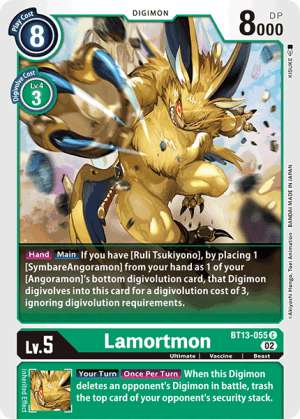 DIGIMON
Play Cost
8
8000
DP
Digivolve Cost
Lv.4
3
KISUKE
©Akiyoshi Hongo, Toei Animation・BANDAI MADE IN JAPAN
Hand Main If you have [Ruli Tsukiyono], by placing 1
[SymbareAngoramon] from your hand as 1 of your
[Angoramon]'s bottom digivolution card, that Digimon
digivolves into this card for a digivolution cost of 3,
ignoring digivolution requirements.
BT13-055 C
Lv.5
Lamortmon
02
Ultimate | Vaccine | Beast
Inherited Effect
Your Turn Once Per Turn When this Digimon
deletes an opponent's Digimon in battle, trash
the top card of your opponent's security stack.